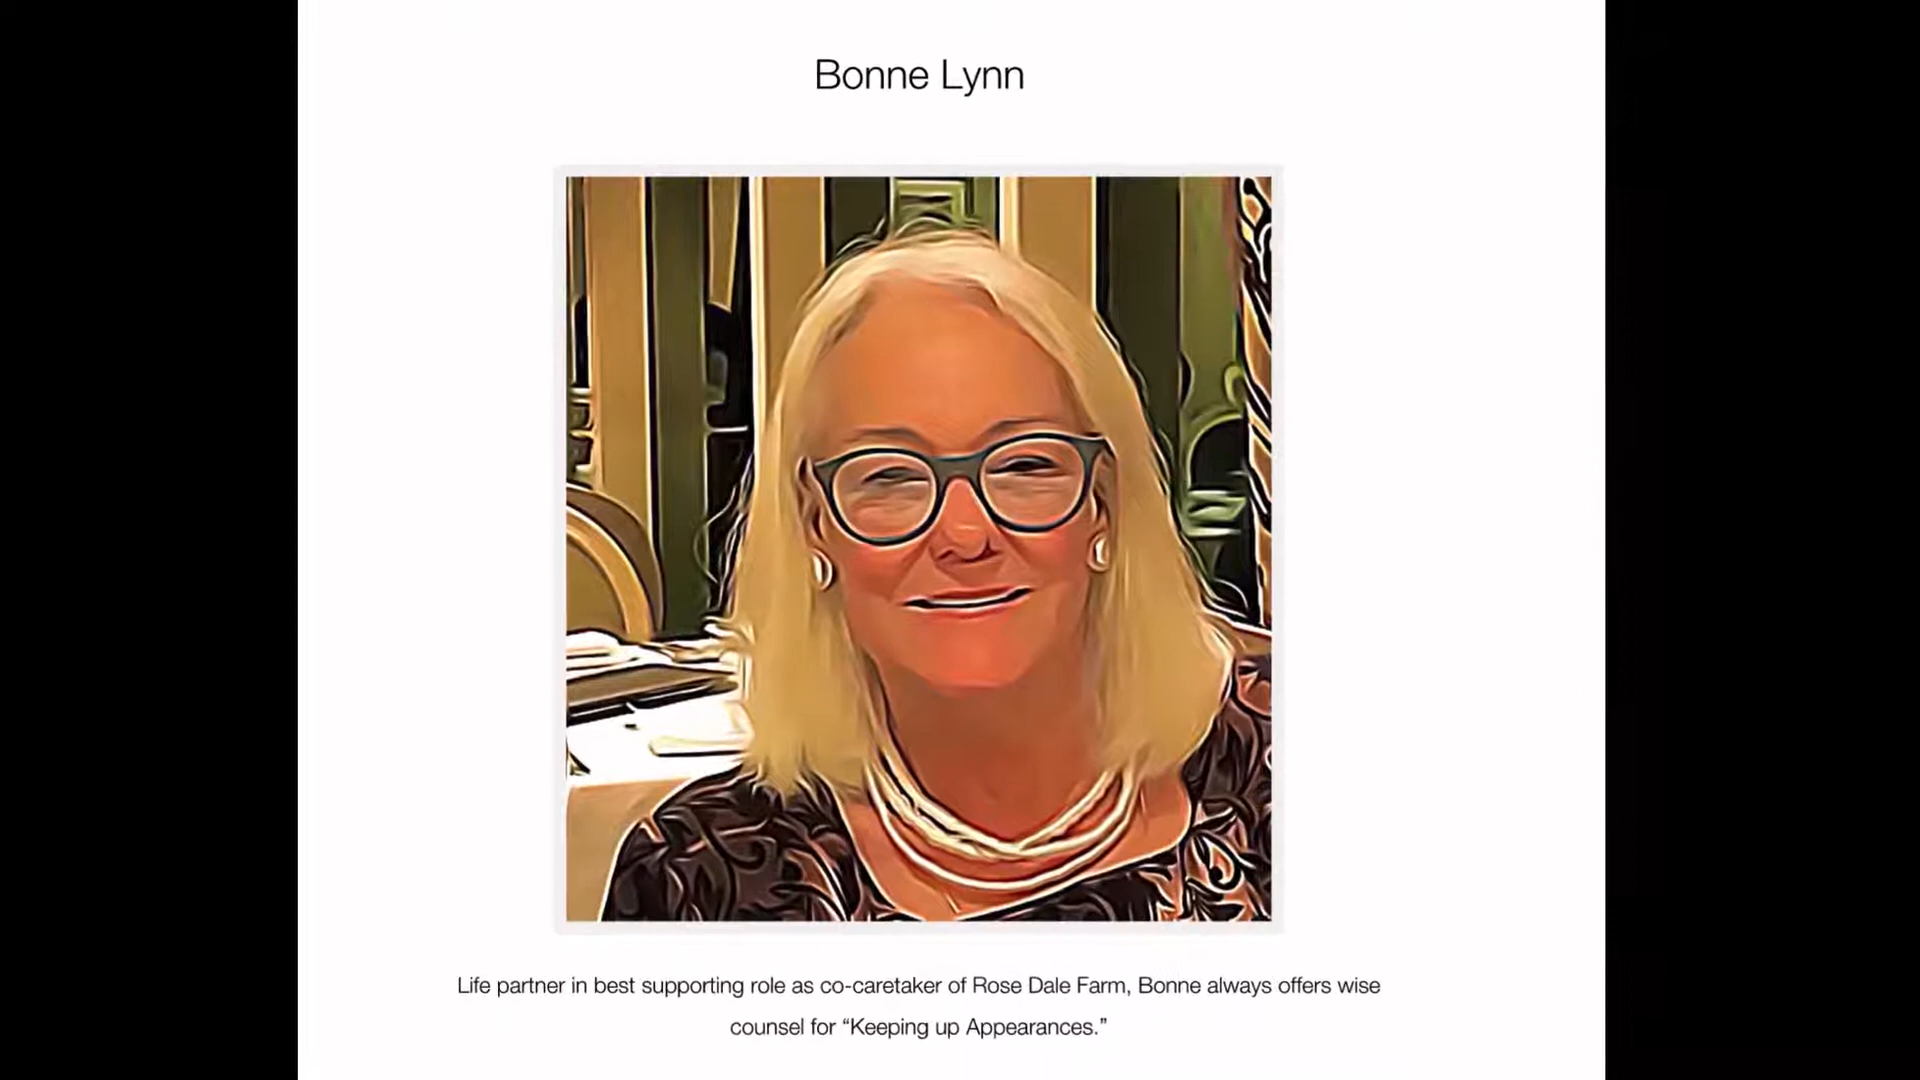 Bonne Lynn
Life partner in best supporting role as co-caretaker of Rose Dale Farm, Bonne always offers wise
counsel for “Keeping up Appearances.”